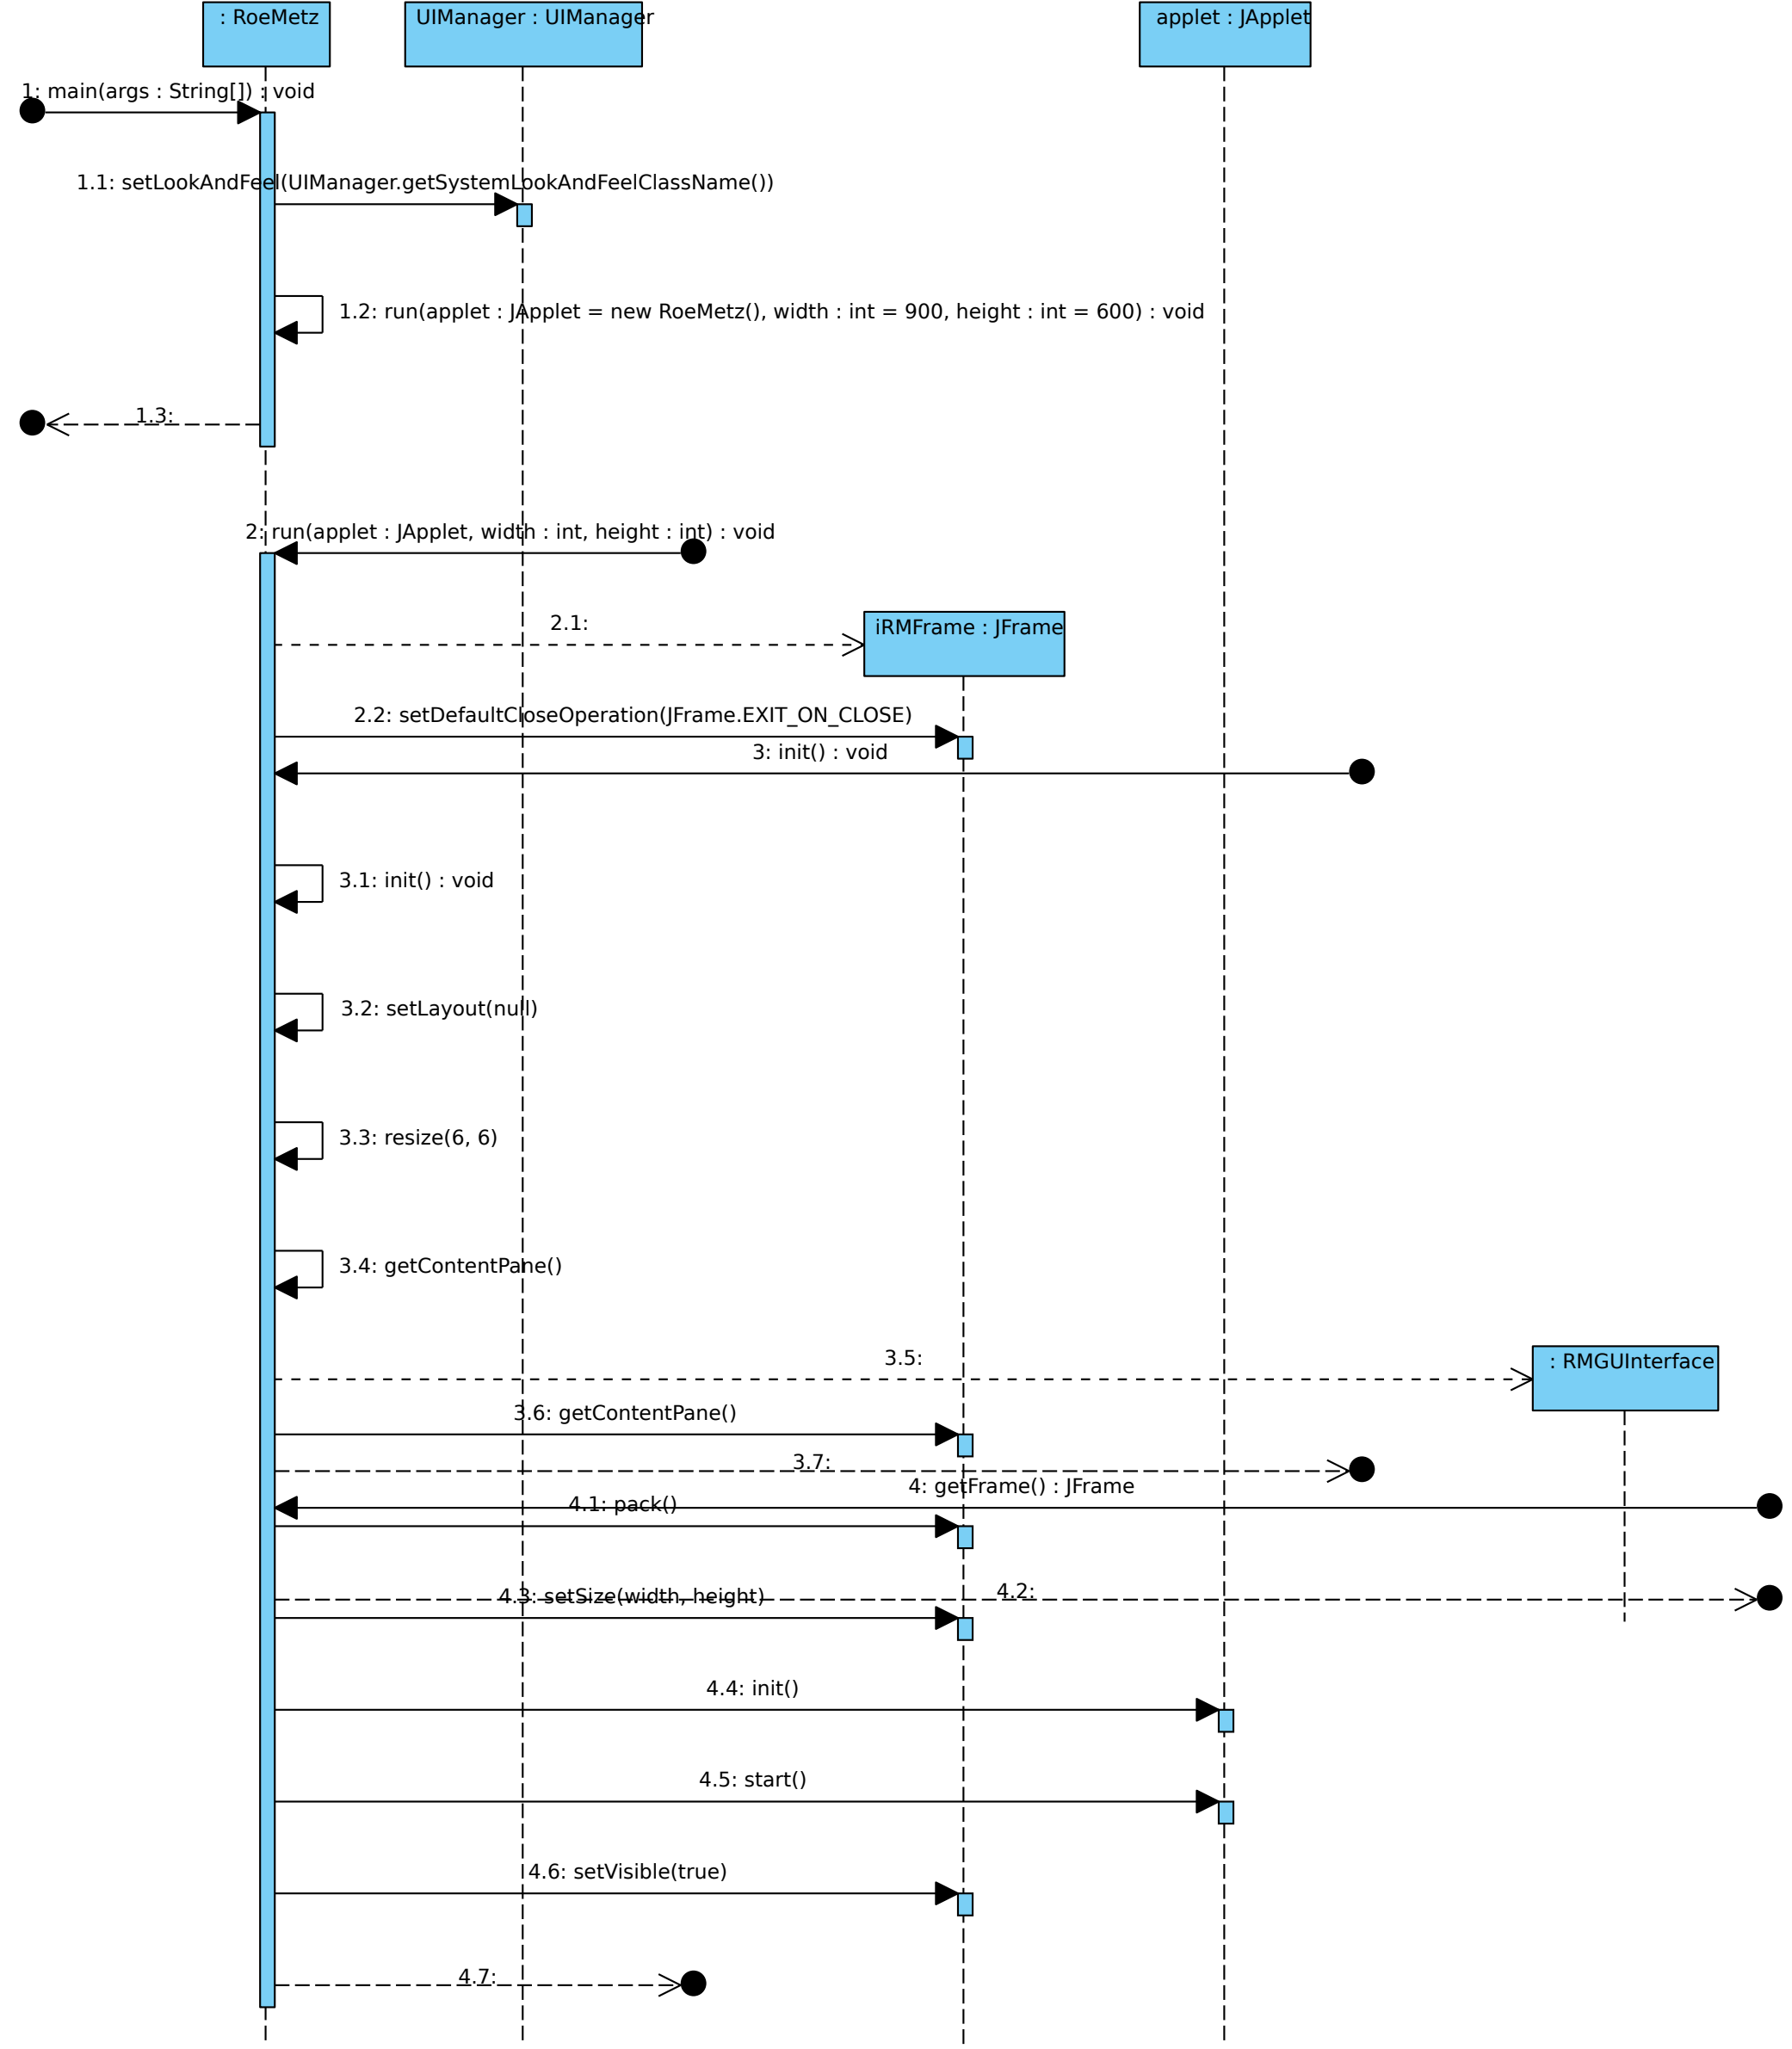 : RoeMetz
UIManager : UIManager
applet : JApplet
1: main(args : String[]) : void
1.1: setLookAndFeel(UIManager.getSystemLookAndFeelClassName())
1.2: run(applet : JApplet = new RoeMetz(), width : int = 900, height : int = 600) : void
1.3:
2: run(applet : JApplet, width : int, height : int) : void
2.1:
iRMFrame : JFrame
2.2: setDefaultCloseOperation(JFrame.EXIT_ON_CLOSE)
3: init() : void
3.1: init() : void
3.2: setLayout(null)
3.3: resize(6, 6)
3.4: getContentPane()
3.5:
: RMGUInterface
3.6: getContentPane()
3.7:
4: getFrame() : JFrame
4.1: pack()
4.2:
4.3: setSize(width, height)
4.4: init()
4.5: start()
4.6: setVisible(true)
4.7: